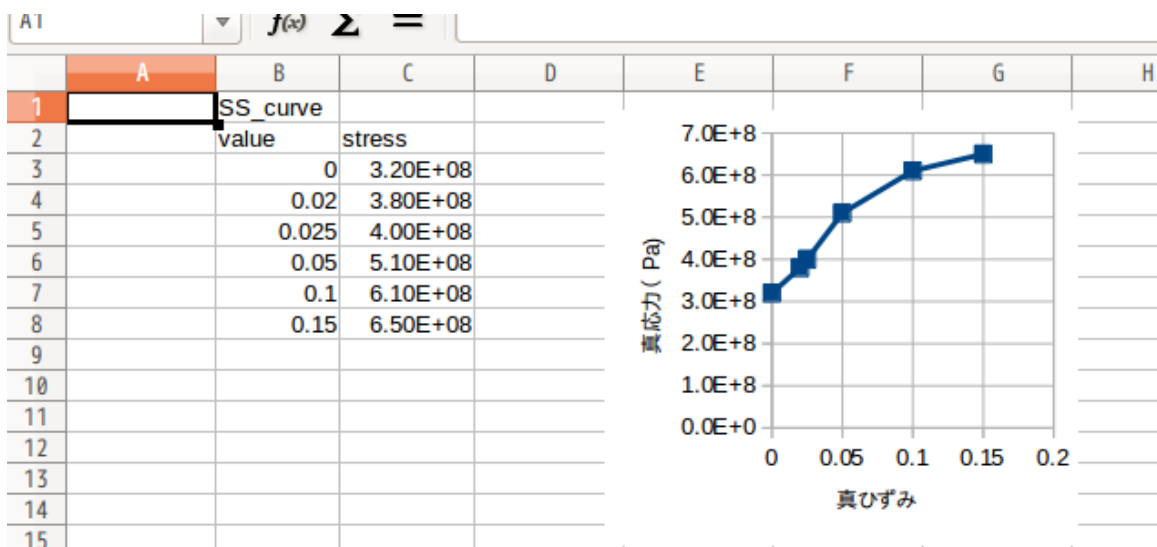 A1 f(x) Σ =
A B C D E F G H
1 SS_curve
2 value stress
3 0 3.20E+08
4 0.02 3.80E+08
5 0.025 4.00E+08
6 0.05 5.10E+08
7 0.1 6.10E+08
8 0.15 6.50E+08
9
10
11
12
13
14
15
7.0E+8
6.0E+8
5.0E+8
4.0E+8
3.0E+8
2.0E+8
1.0E+8
0.0E+0
真応力( Pa)
0 0.05 0.1 0.15 0.2
真ひずみ